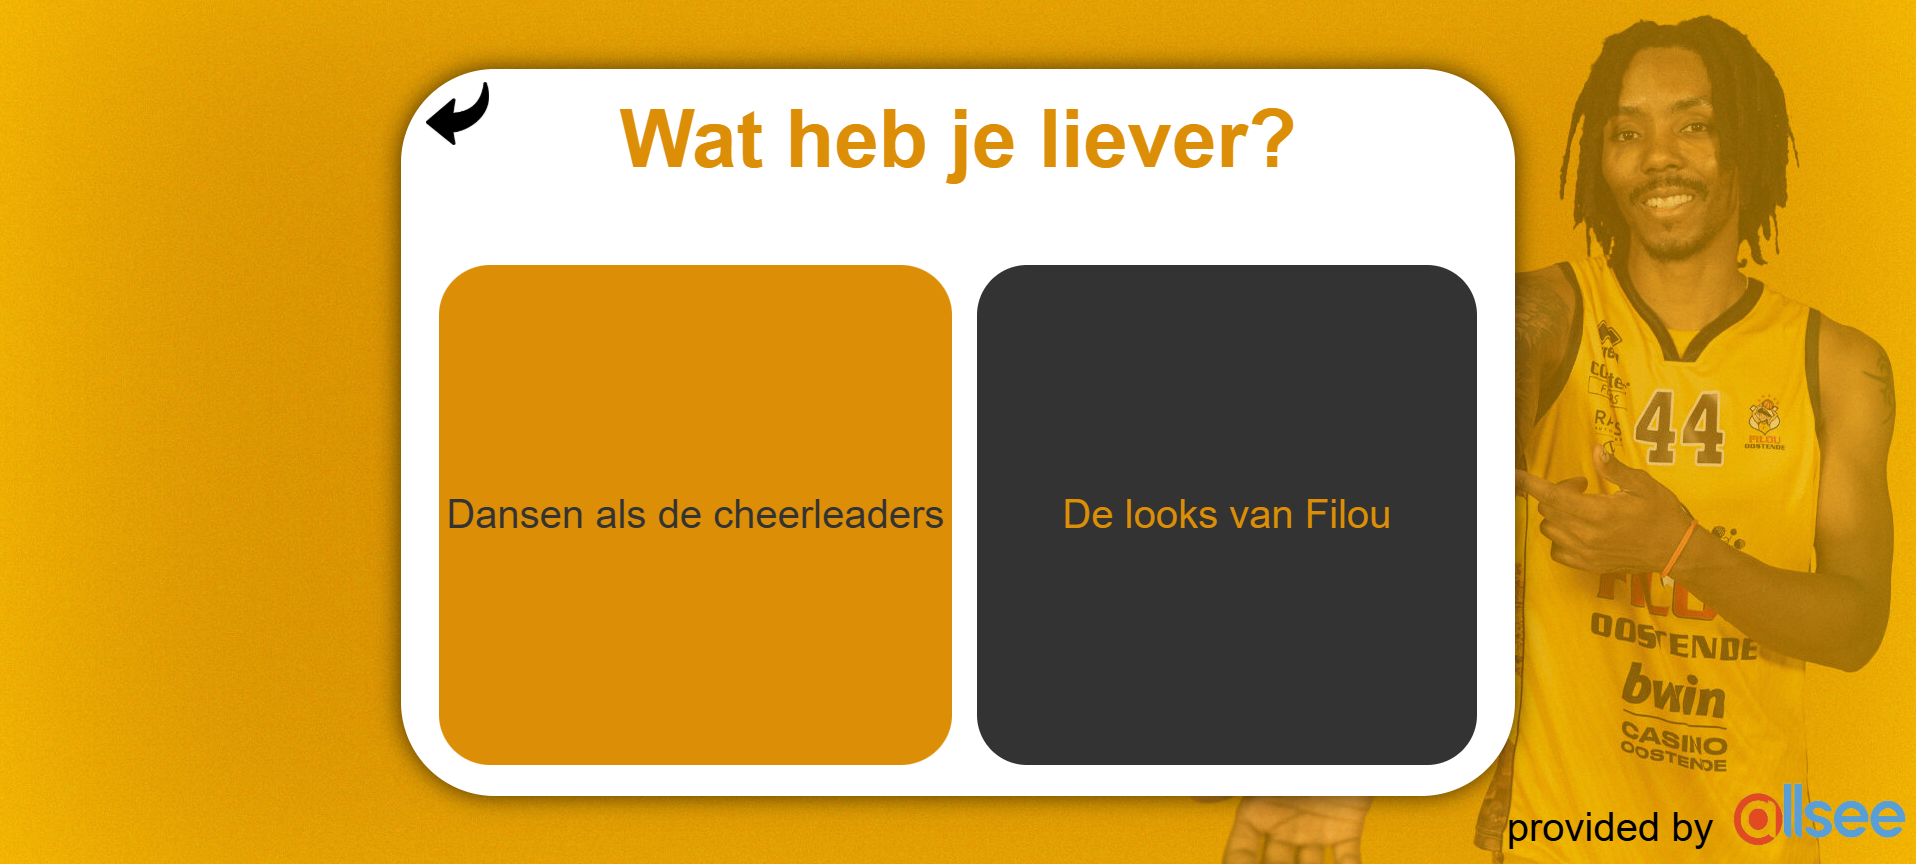 Wat heb je liever?
Dansen als de cheerleaders
De looks van Filou
44
FILOU
OOSTENDE
OOSTENDE
bwin
CASINO
OOSTENDE
provided by allsee